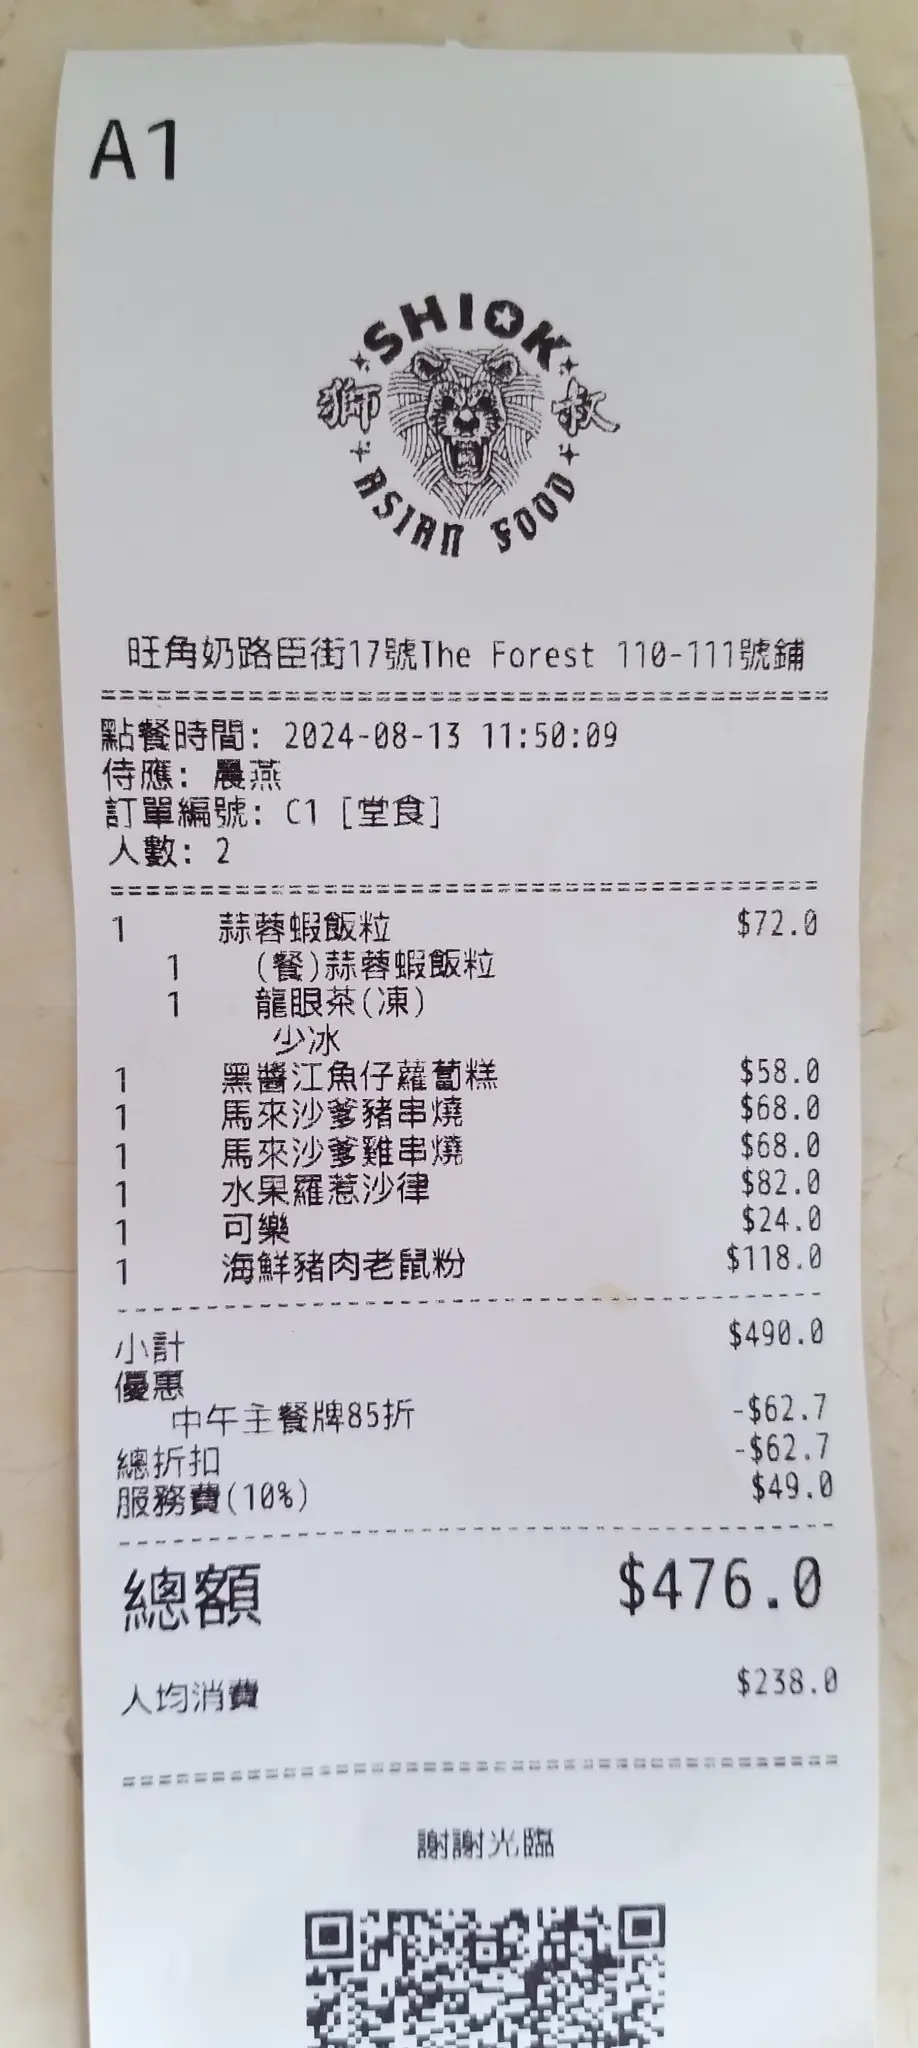 A1
SHIOK
獅 叔
ASIAN FOOD
旺角奶路臣街17號The Forest 110-111號鋪
點餐時間: 2024-08-13 11:50:09
侍應: 晨燕
訂單編號: C1 [堂食]
人數: 2
1 蒜蓉蝦飯粒 $72.0
1 (餐)蒜蓉蝦飯粒
1 龍眼茶(凍)
少冰
1 黑醬江魚仔蘿蔔糕 $58.0
1 馬來沙爹豬串燒 $68.0
1 馬來沙爹雞串燒 $68.0
1 水果羅惹沙律 $82.0
1 可樂 $24.0
1 海鮮豬肉老鼠粉 $118.0
小計 $490.0
優惠
中午主餐牌85折 -$62.7
總折扣 -$62.7
服務費(10%) $49.0
總額 $476.0
人均消費 $238.0
謝謝光臨